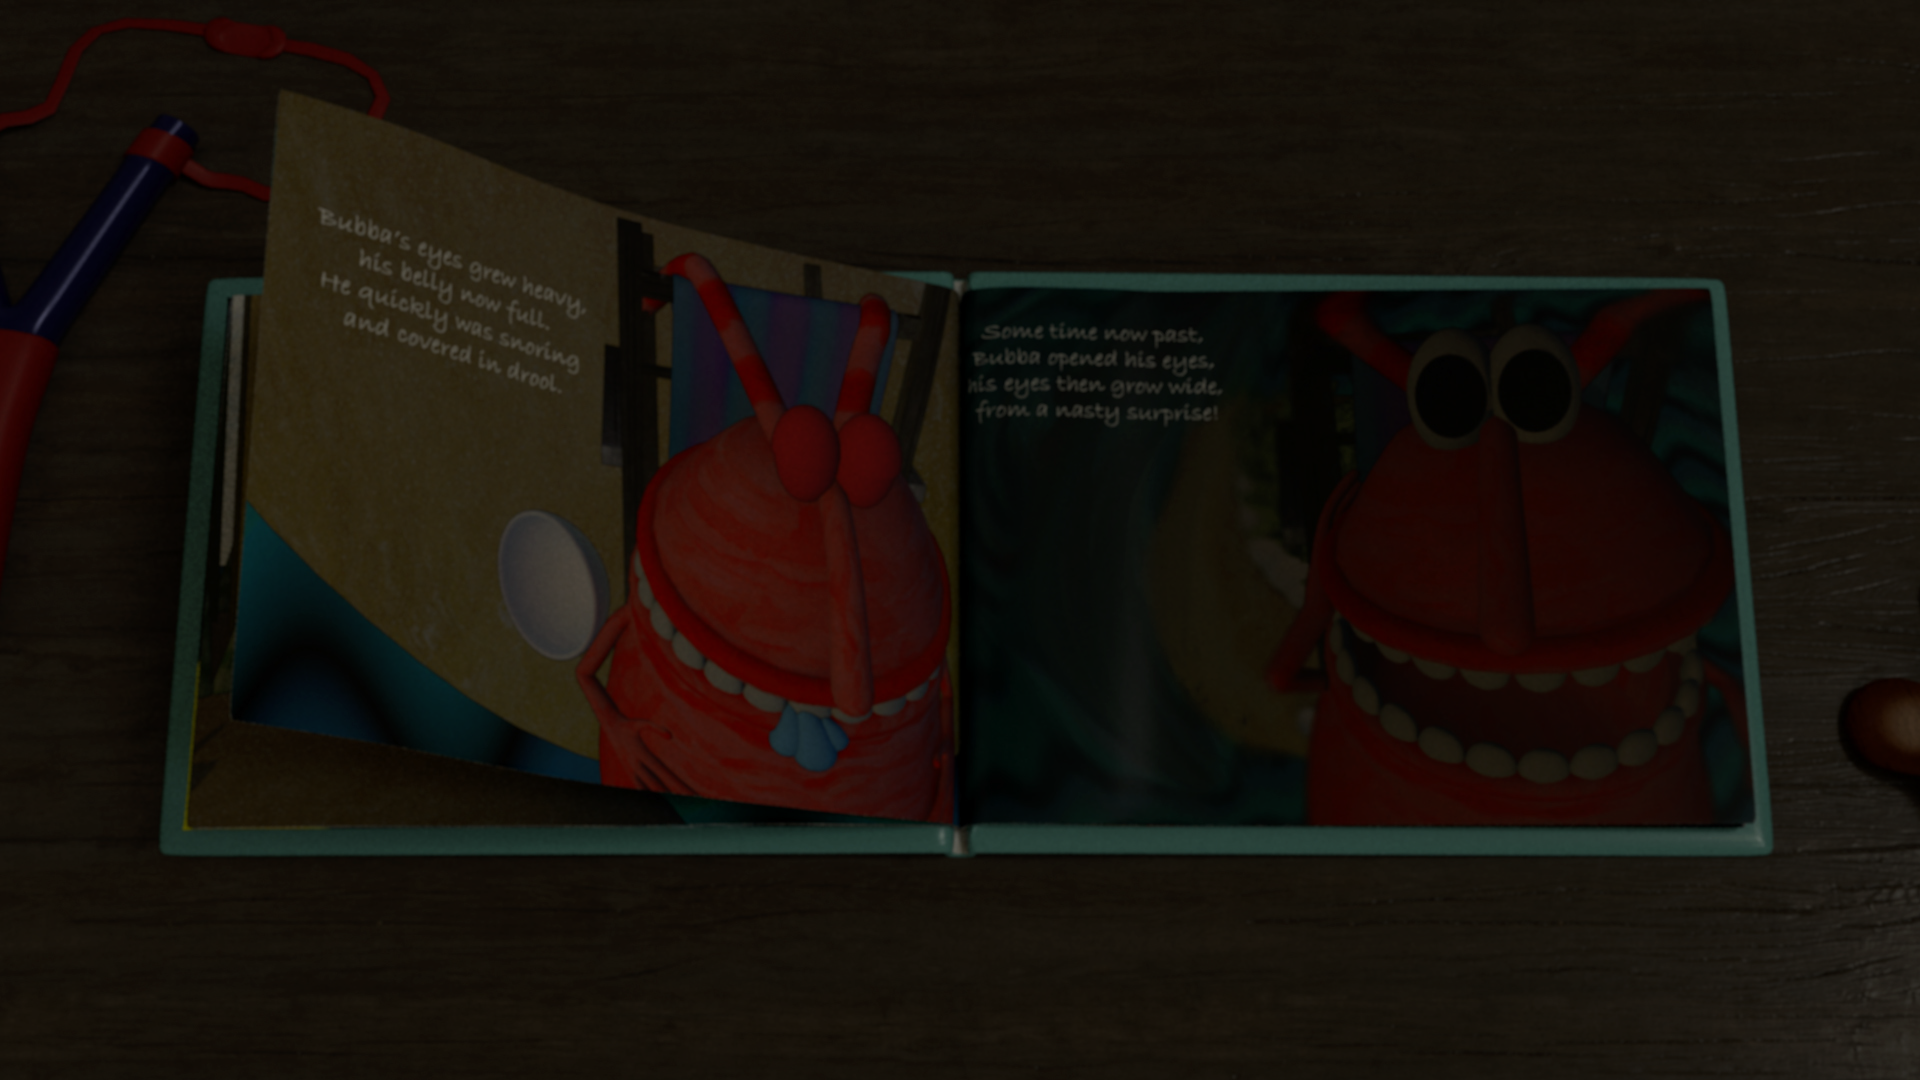 Bubba's eyes grew heavy,
his belly now full.
He quickly was snoring
and covered in drool.
Some time now past,
Bubba opened his eyes,
his eyes then grow wide,
from a nasty surprise!